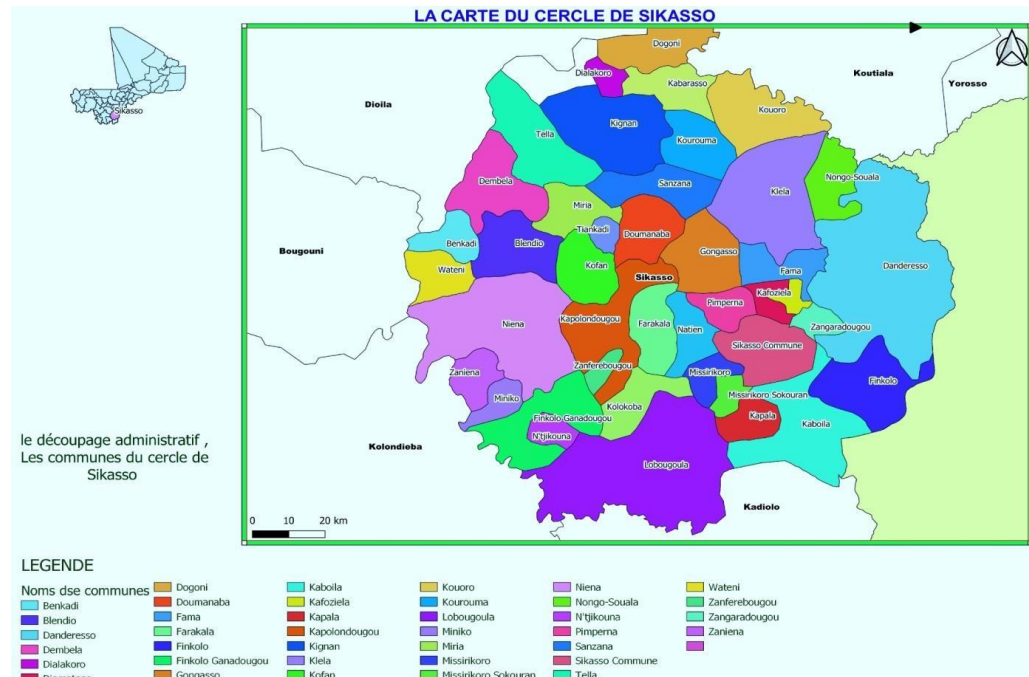 LA CARTE DU CERCLE DE SIKASSO
Sikasso
Dogoni
Dialakoro
Kabarasso
Koutiala
Yorosso
Dioila
Kouoro
Kignan
Tella
Kourouma
Nongo-Souala
Dembela
Sanzana
Klela
Miria
Tiankadi
Doumanaba
Benkadi
Blendio
Bougouni
Gongasso
Kofan
Wateni
Fama
Danderesso
Sikasso
Kafoziela
Pimperna
Niena
Kapolondougou
Farakala
Natien
Zangaradougou
Sikasso Commune
Zanferebougou
Missirikoro
Zaniena
Finkolo
Miniko
Missirikoro Sokouran
Kolokoba
Finkolo Ganadougou
Kapala
Kaboila
N'tjikouna
Kolondieba
Lobougoula
Kadiolo
0 10 20 km
le découpage administratif ,
Les communes du cercle de
Sikasso
LEGENDE
Noms dse communes
Benkadi
Blendio
Danderesso
Dembela
Dialakoro
Dogoni
Doumanaba
Fama
Farakala
Finkolo
Finkolo Ganadougou
Gongasso
Kaboila
Kafoziela
Kapala
Kapolondougou
Kignan
Klela
Kofan
Kouoro
Kourouma
Lobougoula
Miniko
Miria
Missirikoro
Missirikoro Sokouran
Niena
Nongo-Souala
N'tjikouna
Pimperna
Sanzana
Sikasso Commune
Tella
Wateni
Zanferebougou
Zangaradougou
Zaniena